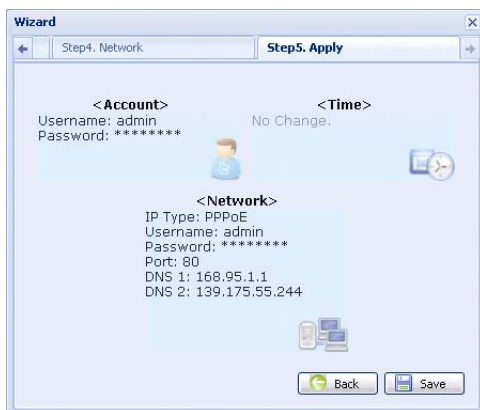 Wizard
Step4. Network
Step5. Apply
<Account>
Username: admin
Password: ********
<Time>
No Change.
<Network>
IP Type: PPPoE
Username: admin
Password: ********
Port: 80
DNS 1: 168.95.1.1
DNS 2: 139.175.55.244
Back
Save